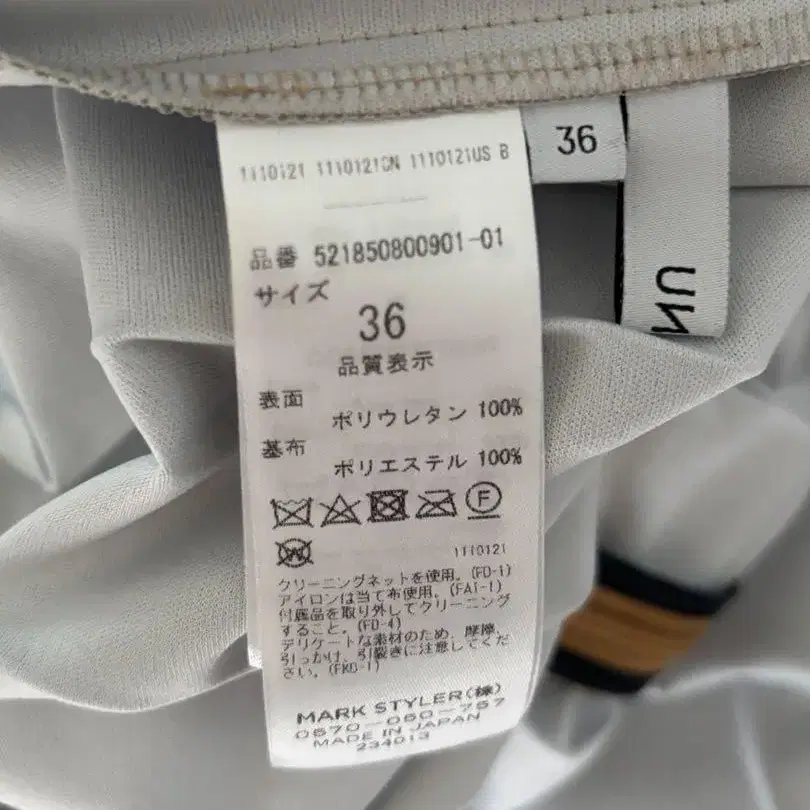 1110121 1110121CN 1110121US B
品番 521850800901-01
サイズ
36
品質表示
表面
ポリウレタン 100%
基布
ポリエステル 100%
F
W
1110121
クリーニングネットを使用。(FD-1)
アイロンは当て布使用。(FAI-1)
付属品を取り外してクリーニング
すること。(FD-4)
デリケートな素材のため、摩擦、
引っかけ、引裂きに注意してくだ
さい。(FKB-1)
MARK STYLER(株)
0570-050-757
MADE IN JAPAN
234013
36
UN